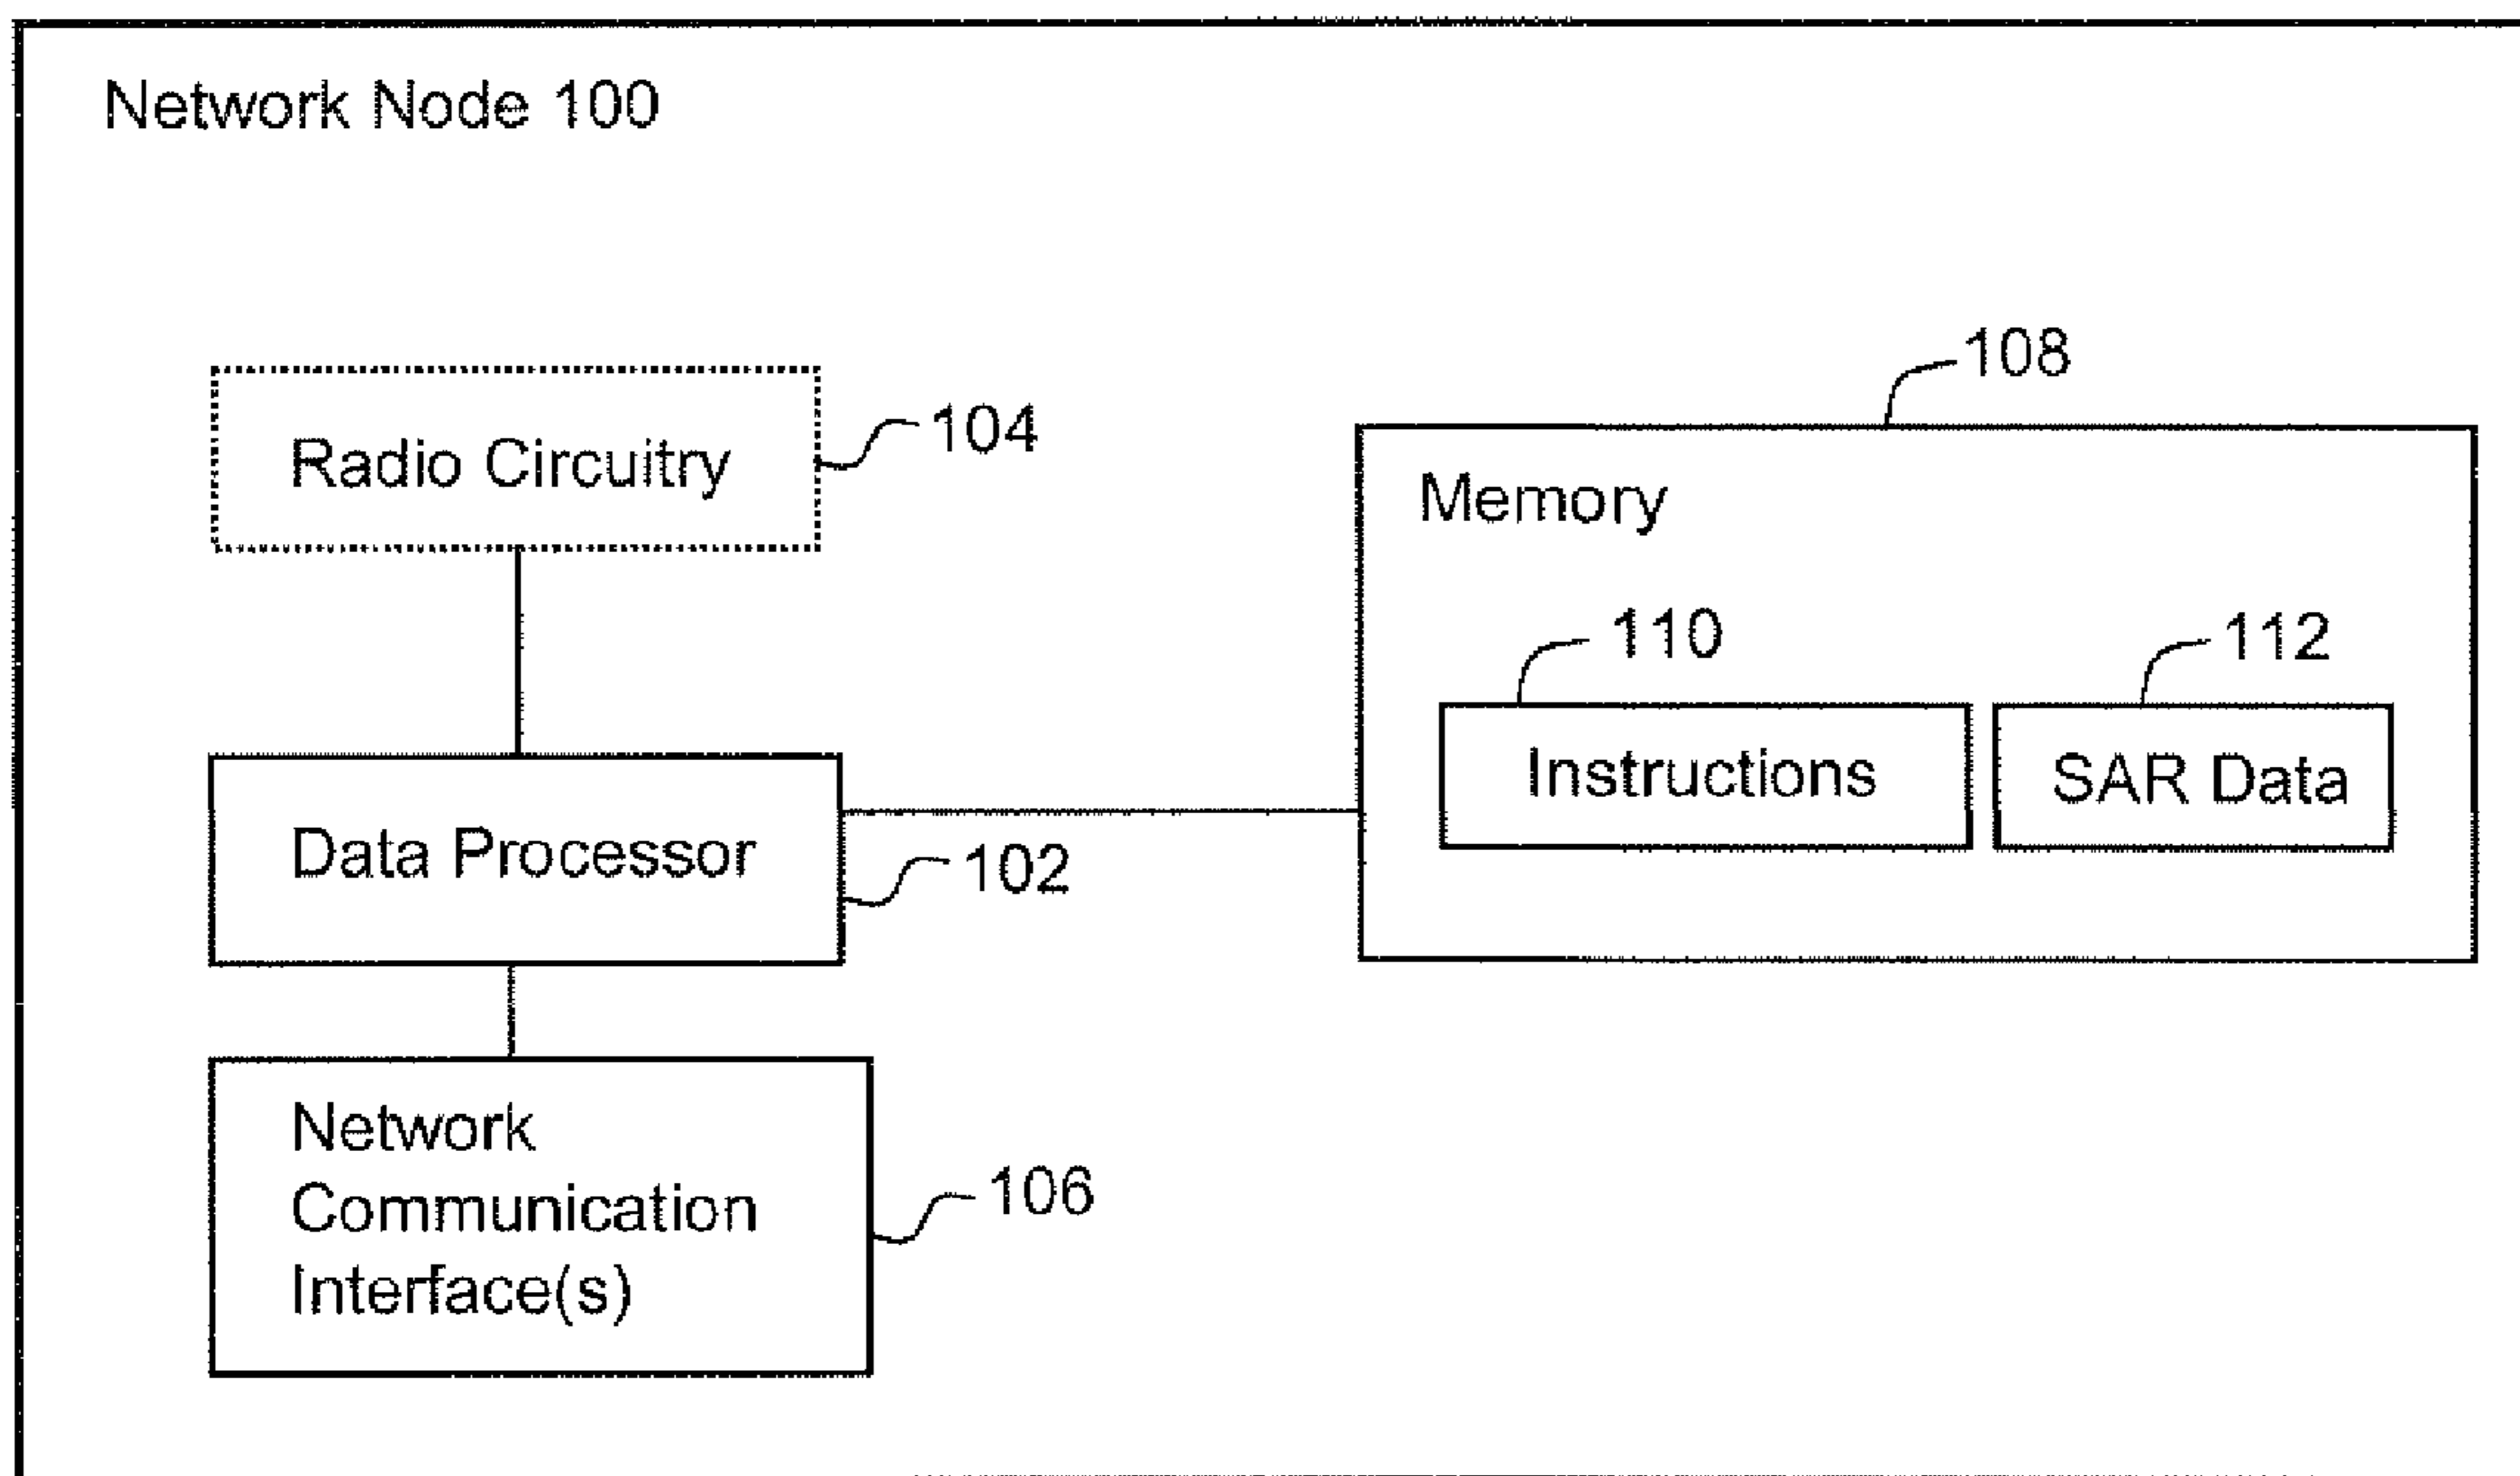 Network Node 100
108
104
Radio Circuitry
Memory
110
112
Instructions
SAR Data
Data Processor
102
Network
Communication
Interface(s)
106